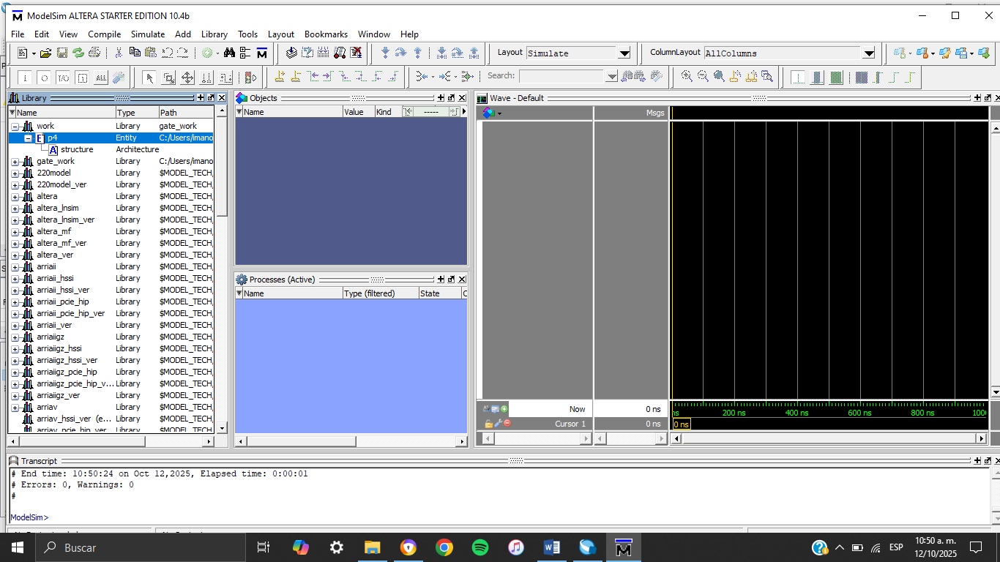 ModelSim ALTERA STARTER EDITION 10.4b
File Edit View Compile Simulate Add Library Tools Layout Bookmarks Window Help
Layout Simulate ColumnLayout AllColumns
Search:
Library
Name Type Path
work Library gate_work
p4 Entity C:/Users/imano
structure Architecture
gate_work Library C:/Users/imano
220model Library $MODEL_TECH,
220model_ver Library $MODEL_TECH,
altera Library $MODEL_TECH,
altera_lnsim Library $MODEL_TECH,
altera_lnsim_ver Library $MODEL_TECH,
altera_mf Library $MODEL_TECH,
altera_mf_ver Library $MODEL_TECH,
altera_ver Library $MODEL_TECH,
arriaii Library $MODEL_TECH,
arriaii_hssi Library $MODEL_TECH,
arriaii_hssi_ver Library $MODEL_TECH,
arriaii_pcie_hip Library $MODEL_TECH,
arriaii_pcie_hip_ver Library $MODEL_TECH,
arriaii_ver Library $MODEL_TECH,
arriaiigz Library $MODEL_TECH,
arriaiigz_hssi Library $MODEL_TECH,
arriaiigz_hssi_ver Library $MODEL_TECH,
arriaiigz_pcie_hip Library $MODEL_TECH,
arriaiigz_pcie_hip_v... Library $MODEL_TECH,
arriaiigz_ver Library $MODEL_TECH,
arriav Library $MODEL_TECH,
arriav_hssi_ver (e... Library $MODEL_TECH,
arriav_pcie_hip_ver Library $MODEL_TECH,
Objects
Name Value Kind
Processes (Active)
Name Type (filtered) State
Wave - Default
Msgs
Now 0 ns
Cursor 1 0 ns
ns 200 ns 400 ns 600 ns 800 ns 1000
0 ns
Transcript
# End time: 10:50:24 on Oct 12,2025, Elapsed time: 0:00:01
# Errors: 0, Warnings: 0
#
ModelSim>
Buscar
ESP
10:50 a. m.
12/10/2025